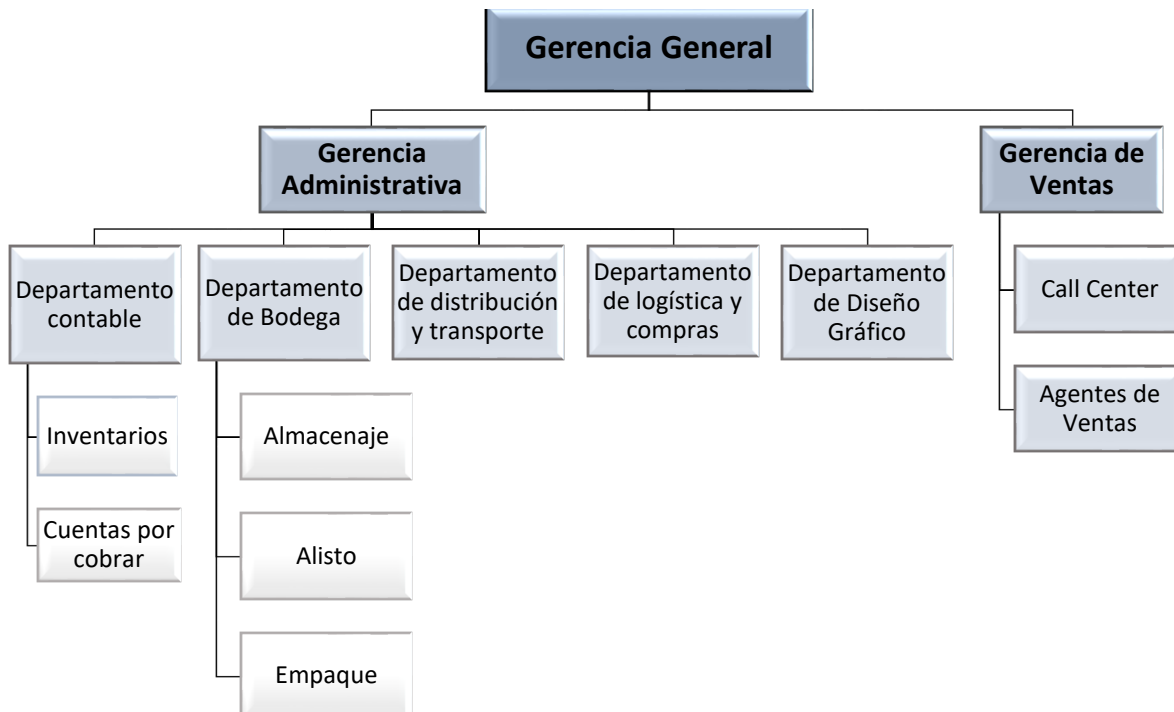 Gerencia General
Gerencia
Administrativa
Gerencia de
Ventas
Departamento
contable
Departamento
de Bodega
Departamento
de distribución
y transporte
Departamento
de logística y
compras
Departamento
de Diseño
Gráfico
Call Center
Agentes de
Ventas
Inventarios
Cuentas por
cobrar
Almacenaje
Alisto
Empaque